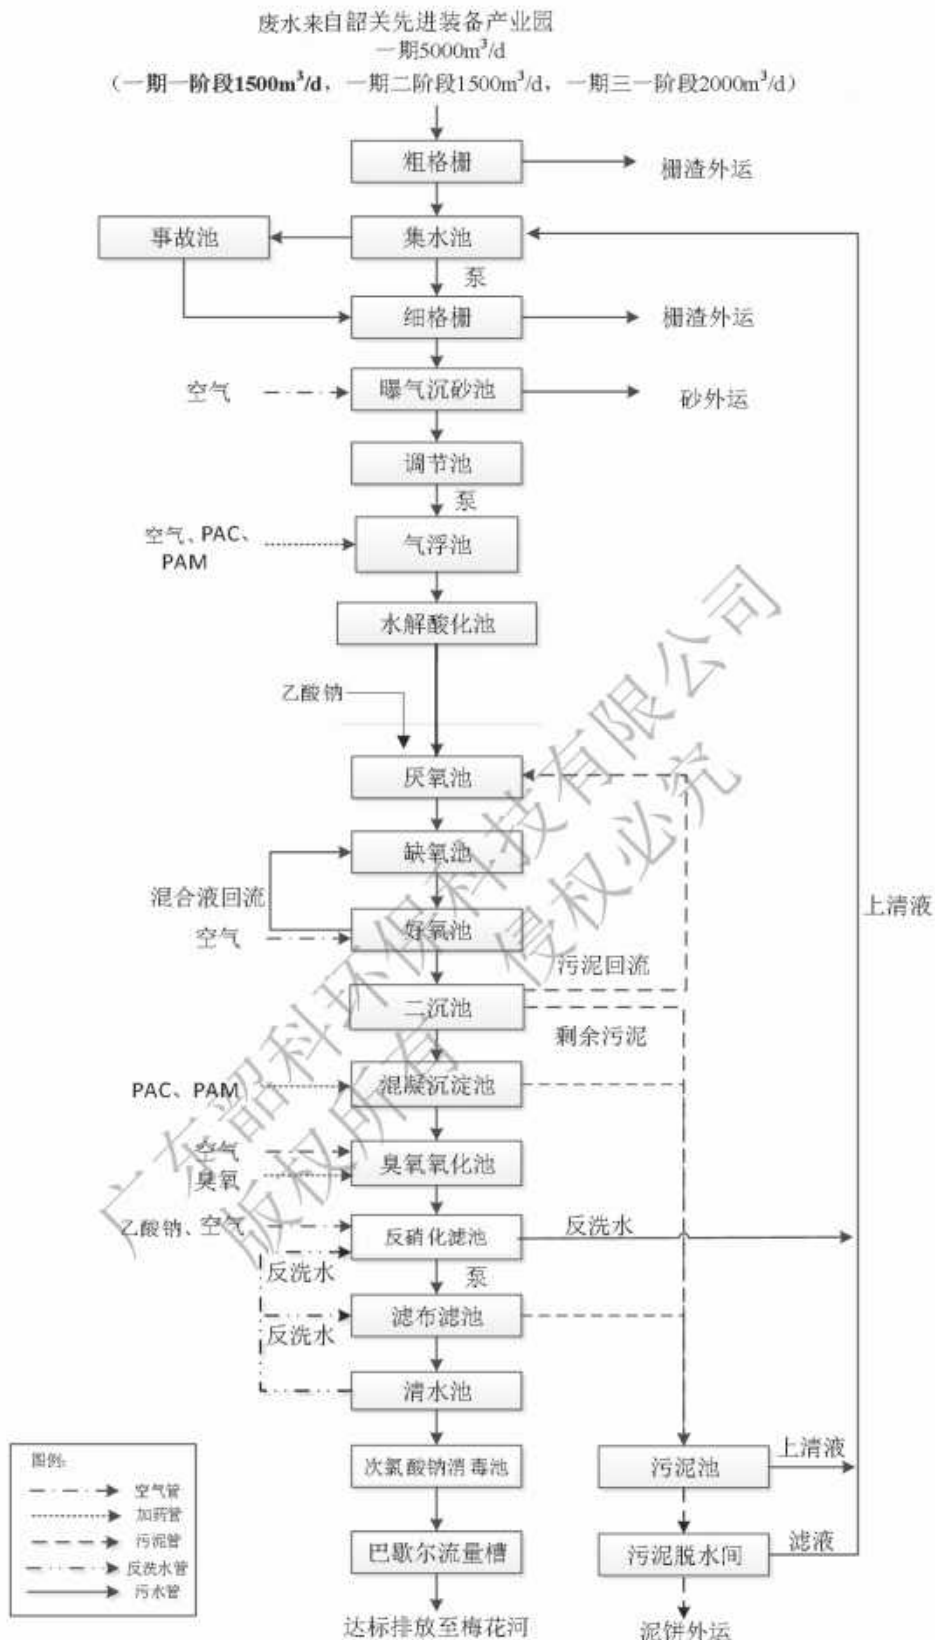 废水来自韶关先进装备产业园
一期5000m³/d
（一期一阶段1500m³/d，一期二阶段1500m³/d，一期三一阶段2000m³/d）
粗格栅
栅渣外运
事故池
集水池
泵
细格栅
栅渣外运
空气
曝气沉砂池
砂外运
调节池
泵
空气、PAC、
PAM
气浮池
水解酸化池
乙酸钠
厌氧池
缺氧池
混合液回流
上清液
空气
好氧池
污泥回流
二沉池
剩余污泥
PAC、PAM
混凝沉淀池
空气
臭氧
臭氧氧化池
乙酸钠、空气
反硝化滤池
反洗水
反洗水
泵
滤布滤池
反洗水
清水池
次氯酸钠消毒池
污泥池
上清液
巴歇尔流量槽
污泥脱水间
滤液
达标排放至梅花河
泥饼外运
图例：
空气管
加药管
污泥管
反洗水管
污水管
广东韶科环保科技有限公司
版权所有 侵权必究